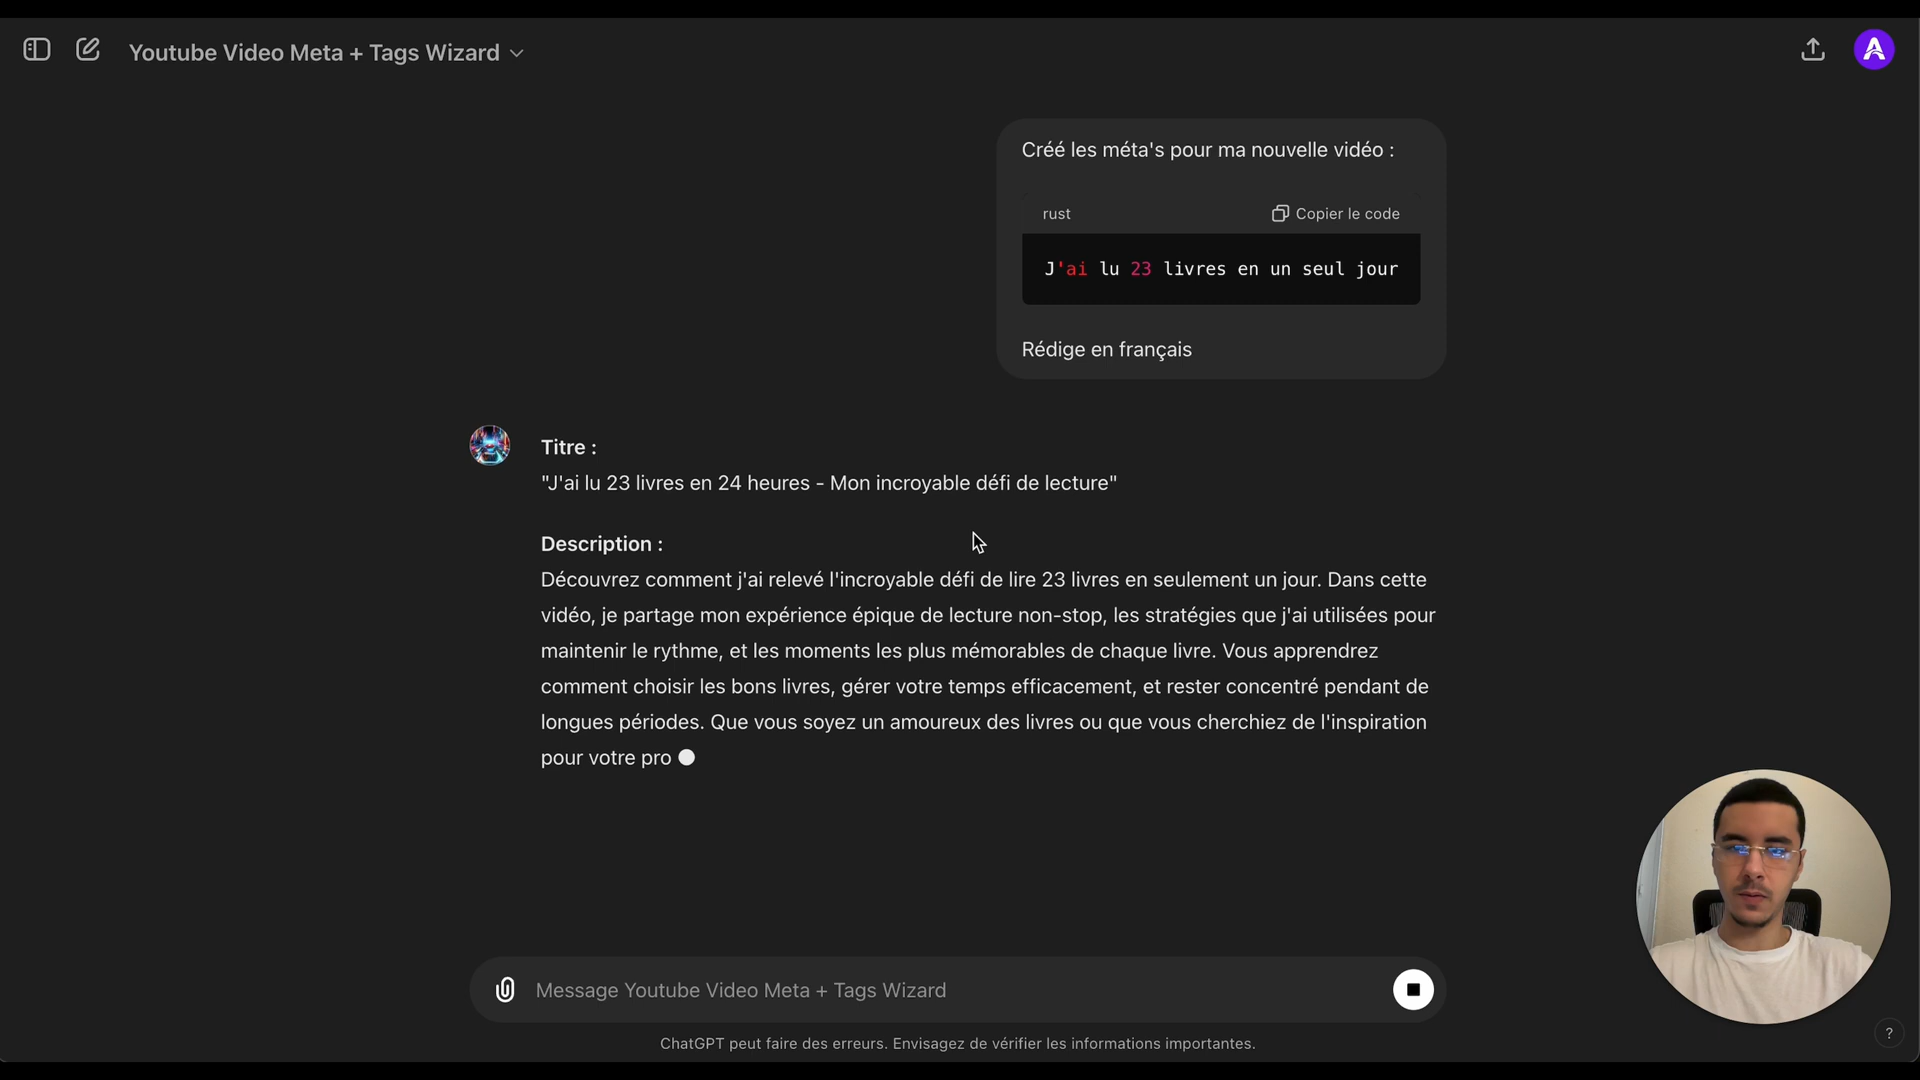 Youtube Video Meta + Tags Wizard
A
Créé les méta's pour ma nouvelle vidéo :
rust
Copier le code
J'ai lu 23 livres en un seul jour
Rédige en français
Titre :
"J'ai lu 23 livres en 24 heures - Mon incroyable défi de lecture"
Description :
Découvrez comment j'ai relevé l'incroyable défi de lire 23 livres en seulement un jour. Dans cette
vidéo, je partage mon expérience épique de lecture non-stop, les stratégies que j'ai utilisées pour
maintenir le rythme, et les moments les plus mémorables de chaque livre. Vous apprendrez
comment choisir les bons livres, gérer votre temps efficacement, et rester concentré pendant de
longues périodes. Que vous soyez un amoureux des livres ou que vous cherchiez de l'inspiration
pour votre pro
Message Youtube Video Meta + Tags Wizard
ChatGPT peut faire des erreurs. Envisagez de vérifier les informations importantes.
?